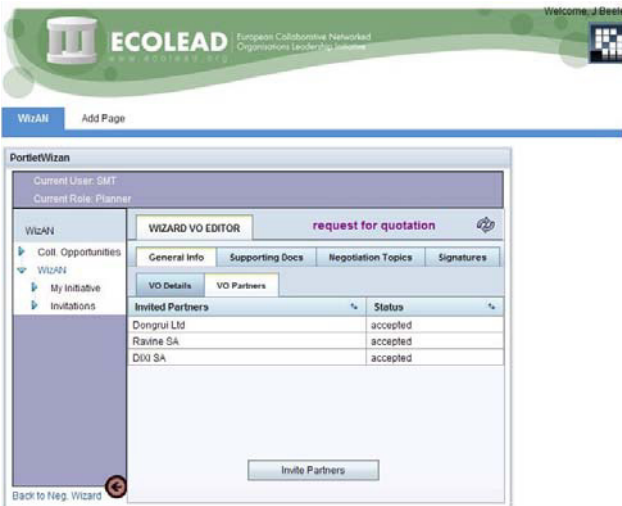 Welcome, J Beele
ECOLEAD
European Collaborative Networked
Organisations Leadership Initiative
www.ecolead.org
WizAN Add Page
PortletWizan
Current User: SMT
Current Role: Planner
WizAN
Coll. Opportunities
WizAN
My Initiative
Invitations
Back to Neg. Wizard
WIZARD VO EDITOR request for quotation
General Info Supporting Docs Negotiation Topics Signatures
VO Details VO Partners
Invited Partners Status
Dongrui Ltd accepted
Ravine SA accepted
DIXI SA accepted
Invite Partners